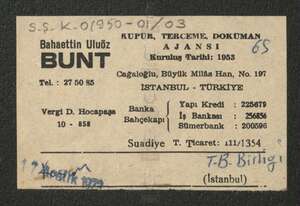 S.Ş. K. 01950-01/03
Bahaettin Uluöz
BUNT
Tel. : 27 50 85
KUPÜR, TERCEME, DOKÜMAN
AJANSI
Kuruluş Tarihi: 1953
65
Cağaloğlu, Büyük Milâs Han, No. 197
İSTANBUL - TÜRKİYE
Vergi D. Hocapaşa
10 - 858
Banka
Bahçekapı
Yapı Kredi : 225679
İş Bankası : 256856
Sümerbank : 200596
Suadiye T. Ticaret: 111/1354
T.B. Birliği
(İstanbul)